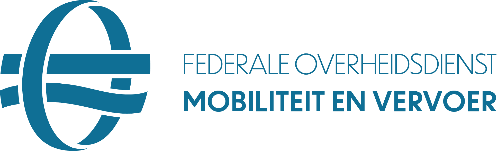 FEDERALE OVERHEIDSDIENST
MOBILITEIT EN VERVOER